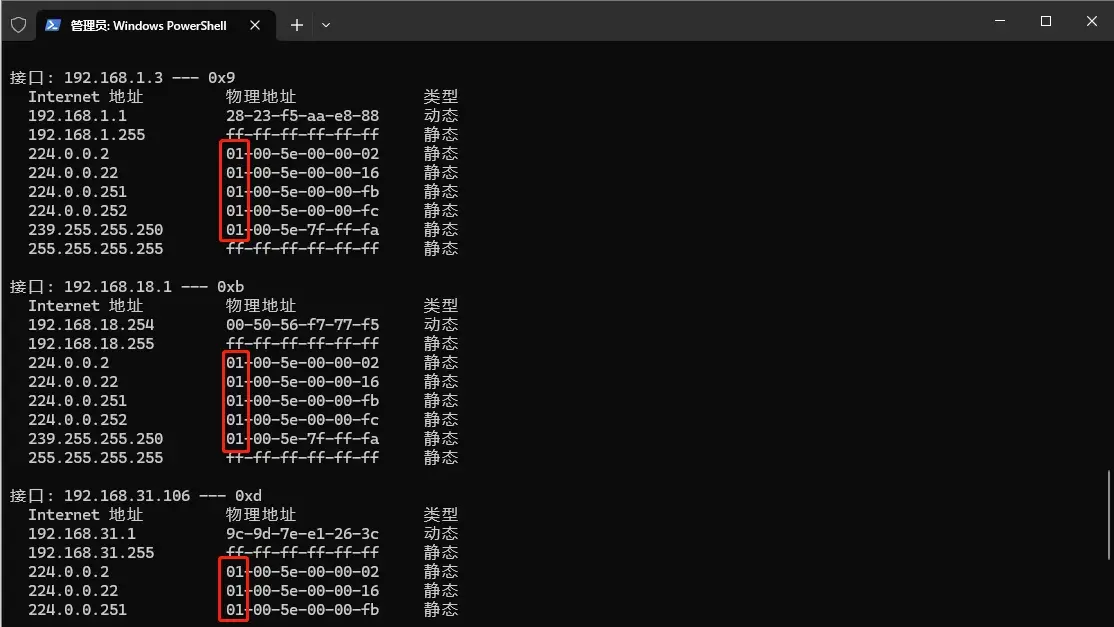 管理员: Windows PowerShell
接口: 192.168.1.3 --- 0x9
Internet 地址 物理地址 类型
192.168.1.1 28-23-f5-aa-e8-88 动态
192.168.1.255 ff-ff-ff-ff-ff-ff 静态
224.0.0.2 01-00-5e-00-00-02 静态
224.0.0.22 01-00-5e-00-00-16 静态
224.0.0.251 01-00-5e-00-00-fb 静态
224.0.0.252 01-00-5e-00-00-fc 静态
239.255.255.250 01-00-5e-7f-ff-fa 静态
255.255.255.255 ff-ff-ff-ff-ff-ff 静态
接口: 192.168.18.1 --- 0xb
Internet 地址 物理地址 类型
192.168.18.254 00-50-56-f7-77-f5 动态
192.168.18.255 ff-ff-ff-ff-ff-ff 静态
224.0.0.2 01-00-5e-00-00-02 静态
224.0.0.22 01-00-5e-00-00-16 静态
224.0.0.251 01-00-5e-00-00-fb 静态
224.0.0.252 01-00-5e-00-00-fc 静态
239.255.255.250 01-00-5e-7f-ff-fa 静态
255.255.255.255 ff-ff-ff-ff-ff-ff 静态
接口: 192.168.31.106 --- 0xd
Internet 地址 物理地址 类型
192.168.31.1 9c-9d-7e-e1-26-3c 动态
192.168.31.255 ff-ff-ff-ff-ff-ff 静态
224.0.0.2 01-00-5e-00-00-02 静态
224.0.0.22 01-00-5e-00-00-16 静态
224.0.0.251 01-00-5e-00-00-fb 静态